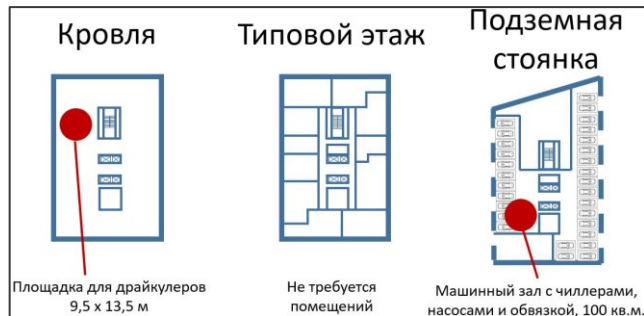 Кровля
Типовой этаж
Подземная
стоянка
Площадка для драйкулеров
9,5 х 13,5 м
Не требуется
помещений
Машинный зал с чиллерами,
насосами и обвязкой, 100 кв.м.